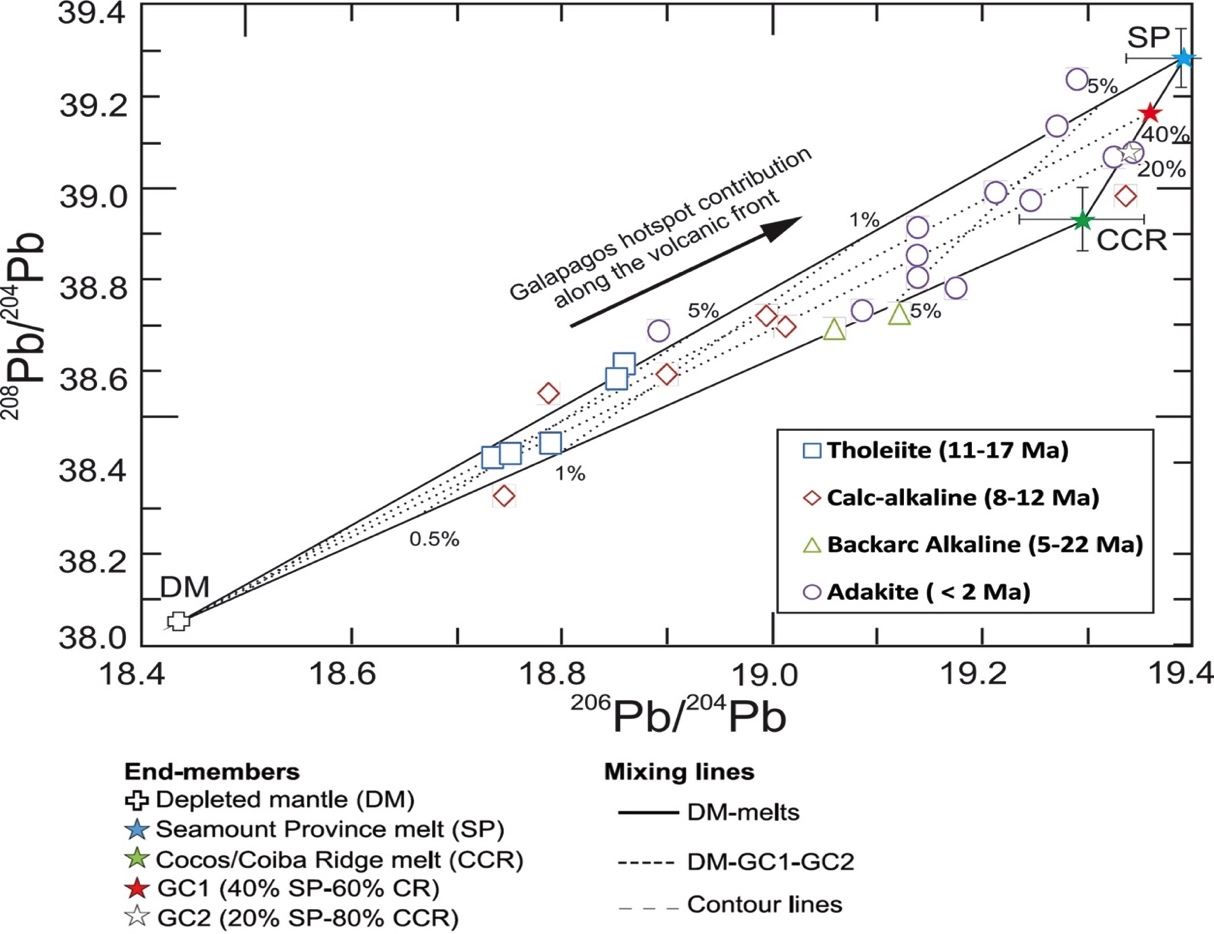 39.4
39.2
39.0
38.8
38.6
38.4
38.2
38.0
208Pb/204Pb
18.4
18.6
18.8
19.0
19.2
19.4
206Pb/204Pb
SP
5%
40%
20%
CCR
Galapagos hotspot contribution
along the volcanic front
1%
5%
5%
1%
0.5%
DM
Tholeiite (11-17 Ma)
Calc-alkaline (8-12 Ma)
Backarc Alkaline (5-22 Ma)
Adakite ( < 2 Ma)
End-members
Depleted mantle (DM)
Seamount Province melt (SP)
Cocos/Coiba Ridge melt (CCR)
GC1 (40% SP-60% CR)
GC2 (20% SP-80% CCR)
Mixing lines
DM-melts
DM-GC1-GC2
Contour lines